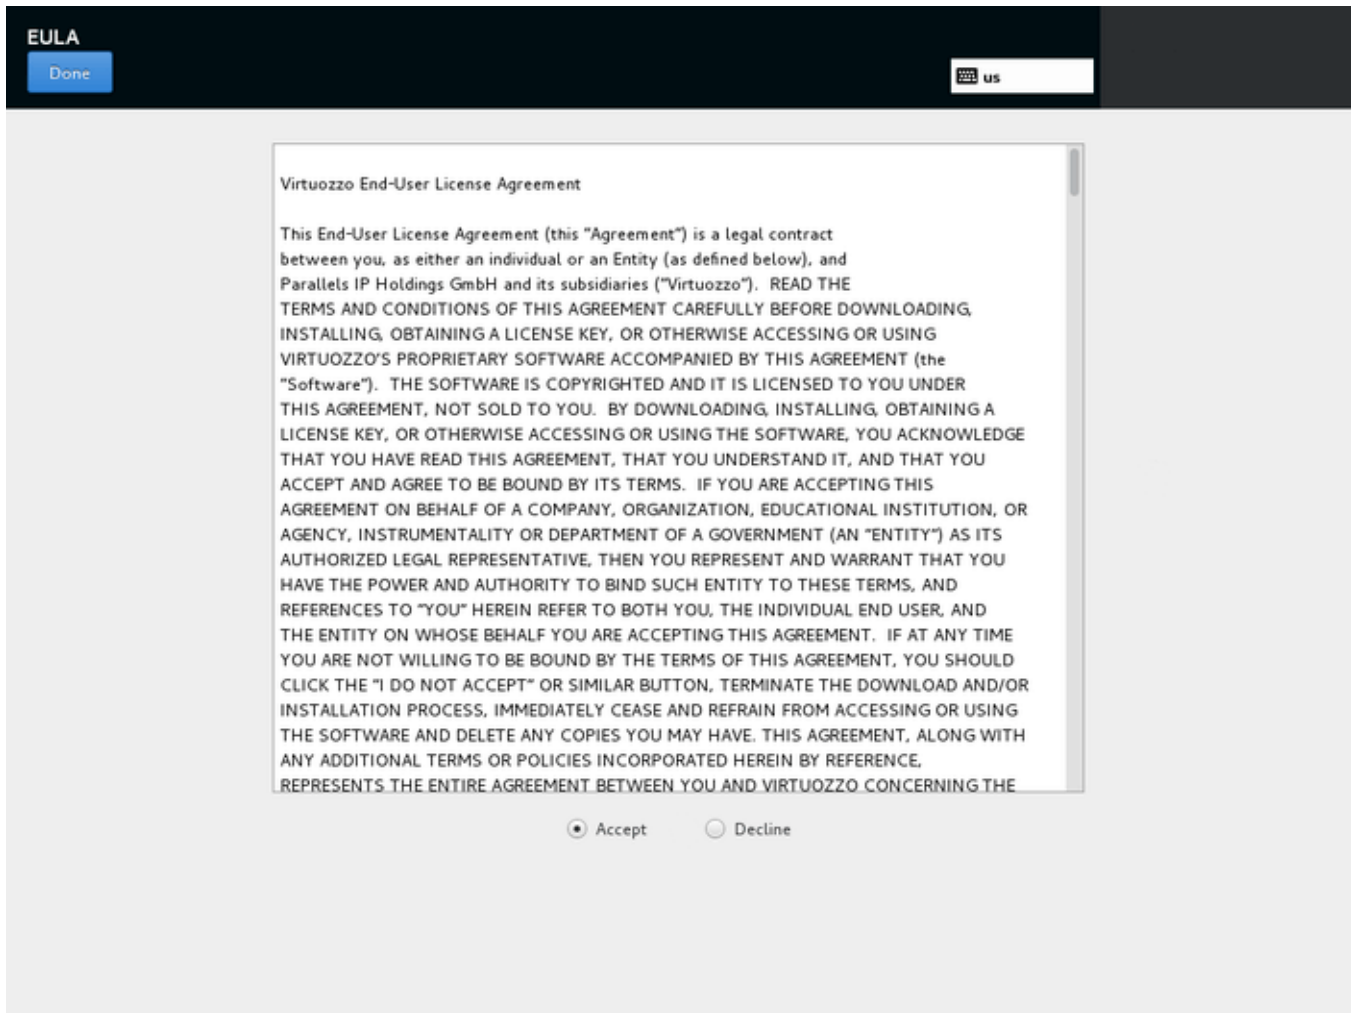 EULA
Done
us
Virtuozzo End-User License Agreement
This End-User License Agreement (this "Agreement") is a legal contract
between you, as either an individual or an Entity (as defined below), and
Parallels IP Holdings GmbH and its subsidiaries ("Virtuozzo").  READ THE
TERMS AND CONDITIONS OF THIS AGREEMENT CAREFULLY BEFORE DOWNLOADING,
INSTALLING, OBTAINING A LICENSE KEY, OR OTHERWISE ACCESSING OR USING
VIRTUOZZO'S PROPRIETARY SOFTWARE ACCOMPANIED BY THIS AGREEMENT (the
"Software").  THE SOFTWARE IS COPYRIGHTED AND IT IS LICENSED TO YOU UNDER
THIS AGREEMENT, NOT SOLD TO YOU.  BY DOWNLOADING, INSTALLING, OBTAINING A
LICENSE KEY, OR OTHERWISE ACCESSING OR USING THE SOFTWARE, YOU ACKNOWLEDGE
THAT YOU HAVE READ THIS AGREEMENT, THAT YOU UNDERSTAND IT, AND THAT YOU
ACCEPT AND AGREE TO BE BOUND BY ITS TERMS.  IF YOU ARE ACCEPTING THIS
AGREEMENT ON BEHALF OF A COMPANY, ORGANIZATION, EDUCATIONAL INSTITUTION, OR
AGENCY, INSTRUMENTALITY OR DEPARTMENT OF A GOVERNMENT (AN "ENTITY") AS ITS
AUTHORIZED LEGAL REPRESENTATIVE, THEN YOU REPRESENT AND WARRANT THAT YOU
HAVE THE POWER AND AUTHORITY TO BIND SUCH ENTITY TO THESE TERMS, AND
REFERENCES TO "YOU" HEREIN REFER TO BOTH YOU, THE INDIVIDUAL END USER, AND
THE ENTITY ON WHOSE BEHALF YOU ARE ACCEPTING THIS AGREEMENT.  IF AT ANY TIME
YOU ARE NOT WILLING TO BE BOUND BY THE TERMS OF THIS AGREEMENT, YOU SHOULD
CLICK THE "I DO NOT ACCEPT" OR SIMILAR BUTTON, TERMINATE THE DOWNLOAD AND/OR
INSTALLATION PROCESS, IMMEDIATELY CEASE AND REFRAIN FROM ACCESSING OR USING
THE SOFTWARE AND DELETE ANY COPIES YOU MAY HAVE. THIS AGREEMENT, ALONG WITH
ANY ADDITIONAL TERMS OR POLICIES INCORPORATED HEREIN BY REFERENCE,
REPRESENTS THE ENTIRE AGREEMENT BETWEEN YOU AND VIRTUOZZO CONCERNING THE
Accept
Decline